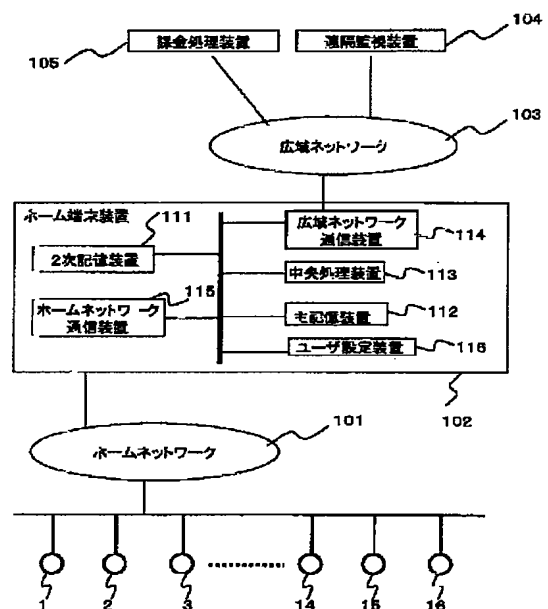 104
105
課金処理装置
遠隔監視装置
103
広域ネットワーク
ホーム端末装置
111
広域ネットワーク
通信装置
114
2次記憶装置
115
中央処理装置
113
ホームネットワーク
通信装置
主記憶装置
112
ユーザ設定装置
116
102
101
ホームネットワーク
1
2
3
14
15
16